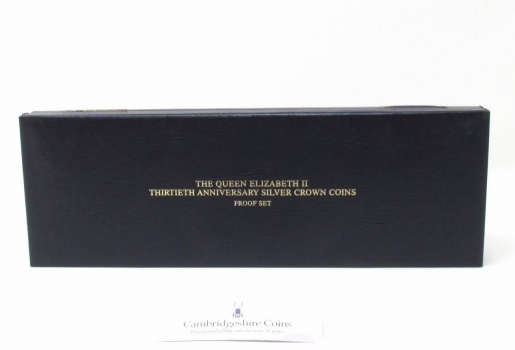 THE QUEEN ELIZABETH II
THIRTIETH ANNIVERSARY SILVER CROWN COINS
PROOF SET
Cambridgeshire Coins